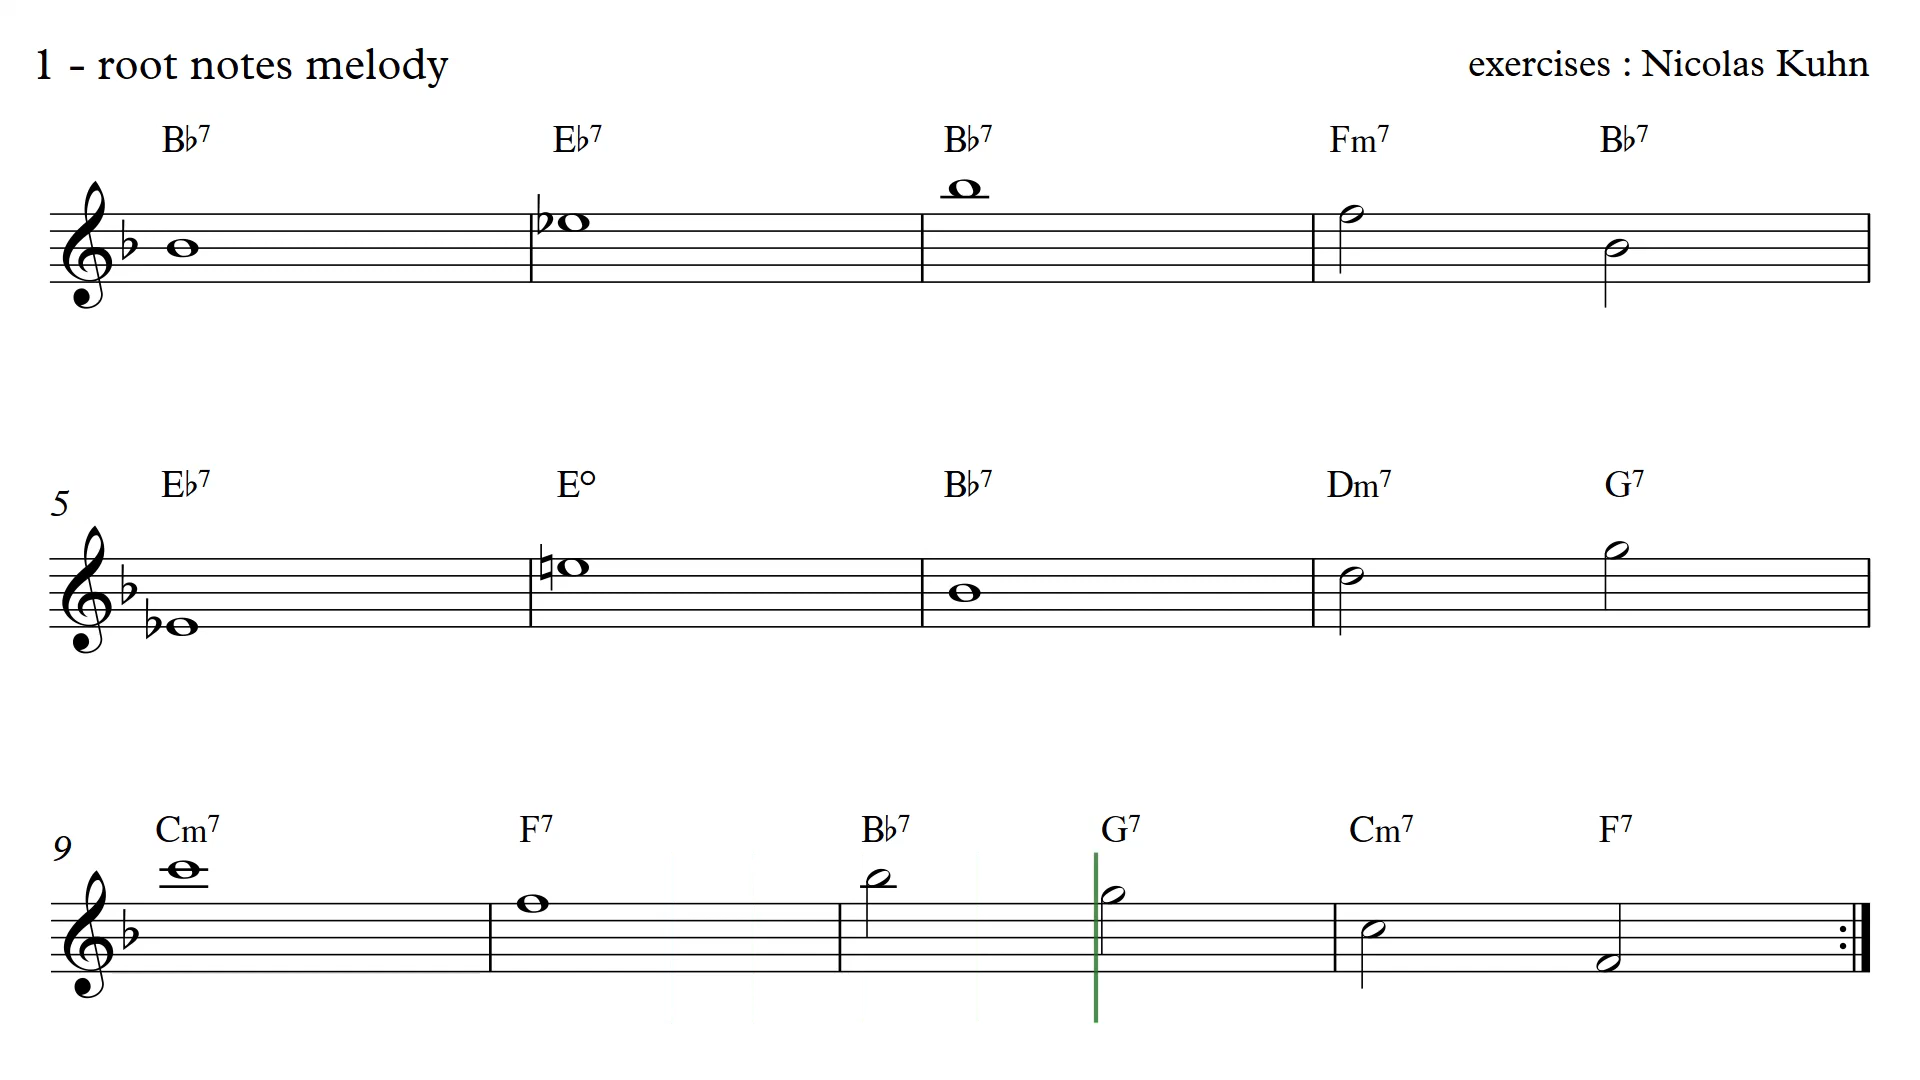 1 - root notes melody
exercises : Nicolas Kuhn
B♭7 E♭7 B♭7 Fm7 B♭7
5
E♭7 E° B♭7 Dm7 G7
9
Cm7 F7 B♭7 G7 Cm7 F7